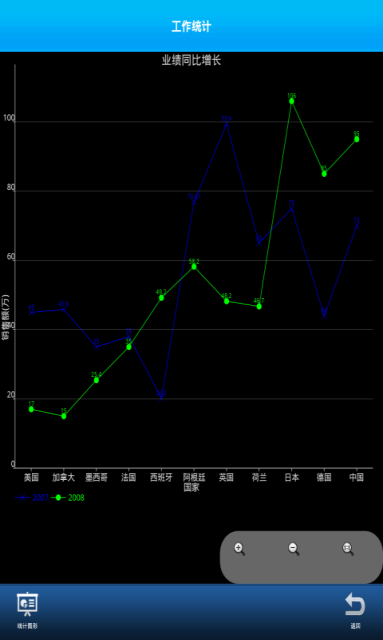 工作统计
业绩同比增长
100
80
60
40
20
0
销售额(万)
106
95
85
58.2
49.2
48.2
46.7
35
25.4
17
15
美国 加拿大 墨西哥 法国 西班牙 阿根廷 英国 荷兰 日本 德国 中国
国家
2007 2008
统计图形
返回